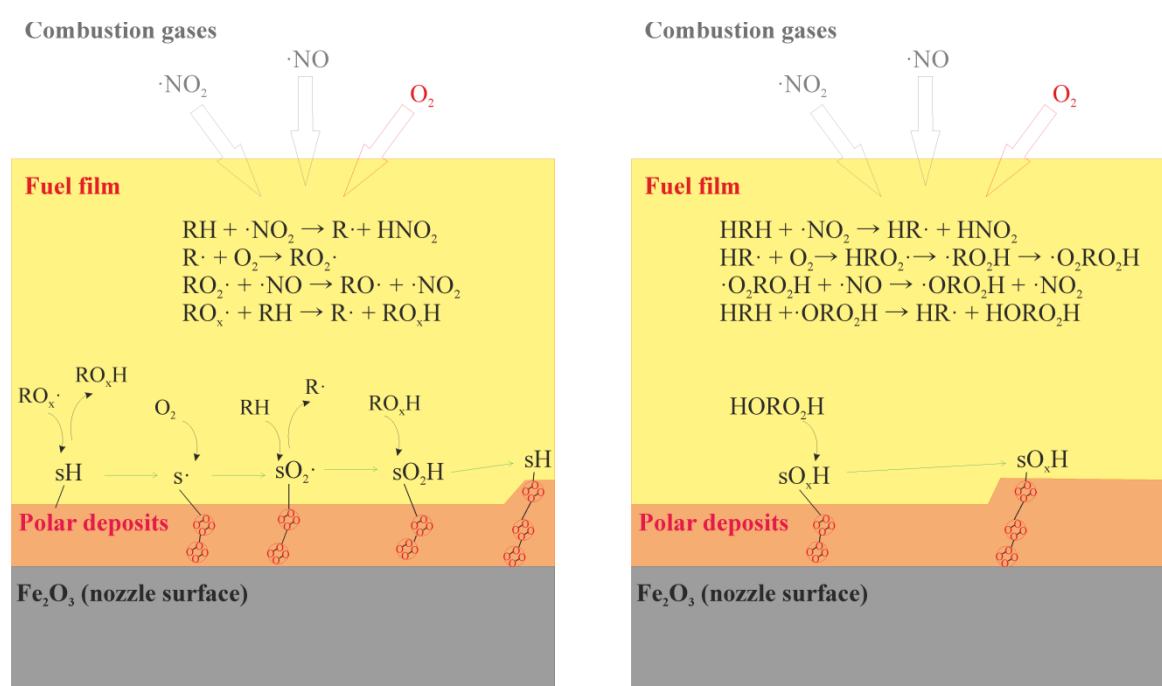 Combustion gases
·NO
·NO₂
O₂
Fuel film
RH + ·NO₂ → R·+ HNO₂
R· + O₂→ RO₂·
RO₂· + ·NO → RO· + ·NO₂
ROₓ· + RH → R· + ROₓH
ROₓH
R·
ROₓ·
O₂
RH
ROₓH
sH
s·
sO₂·
sO₂H
sH
Polar deposits
Fe₂O₃ (nozzle surface)
Combustion gases
·NO
·NO₂
O₂
Fuel film
HRH + ·NO₂ → HR· + HNO₂
HR· + O₂→ HRO₂·→ ·RO₂H → ·O₂RO₂H
·O₂RO₂H + ·NO → ·ORO₂H + ·NO₂
HRH +·ORO₂H → HR· + HORO₂H
HORO₂H
sOₓH
sOₓH
Polar deposits
Fe₂O₃ (nozzle surface)